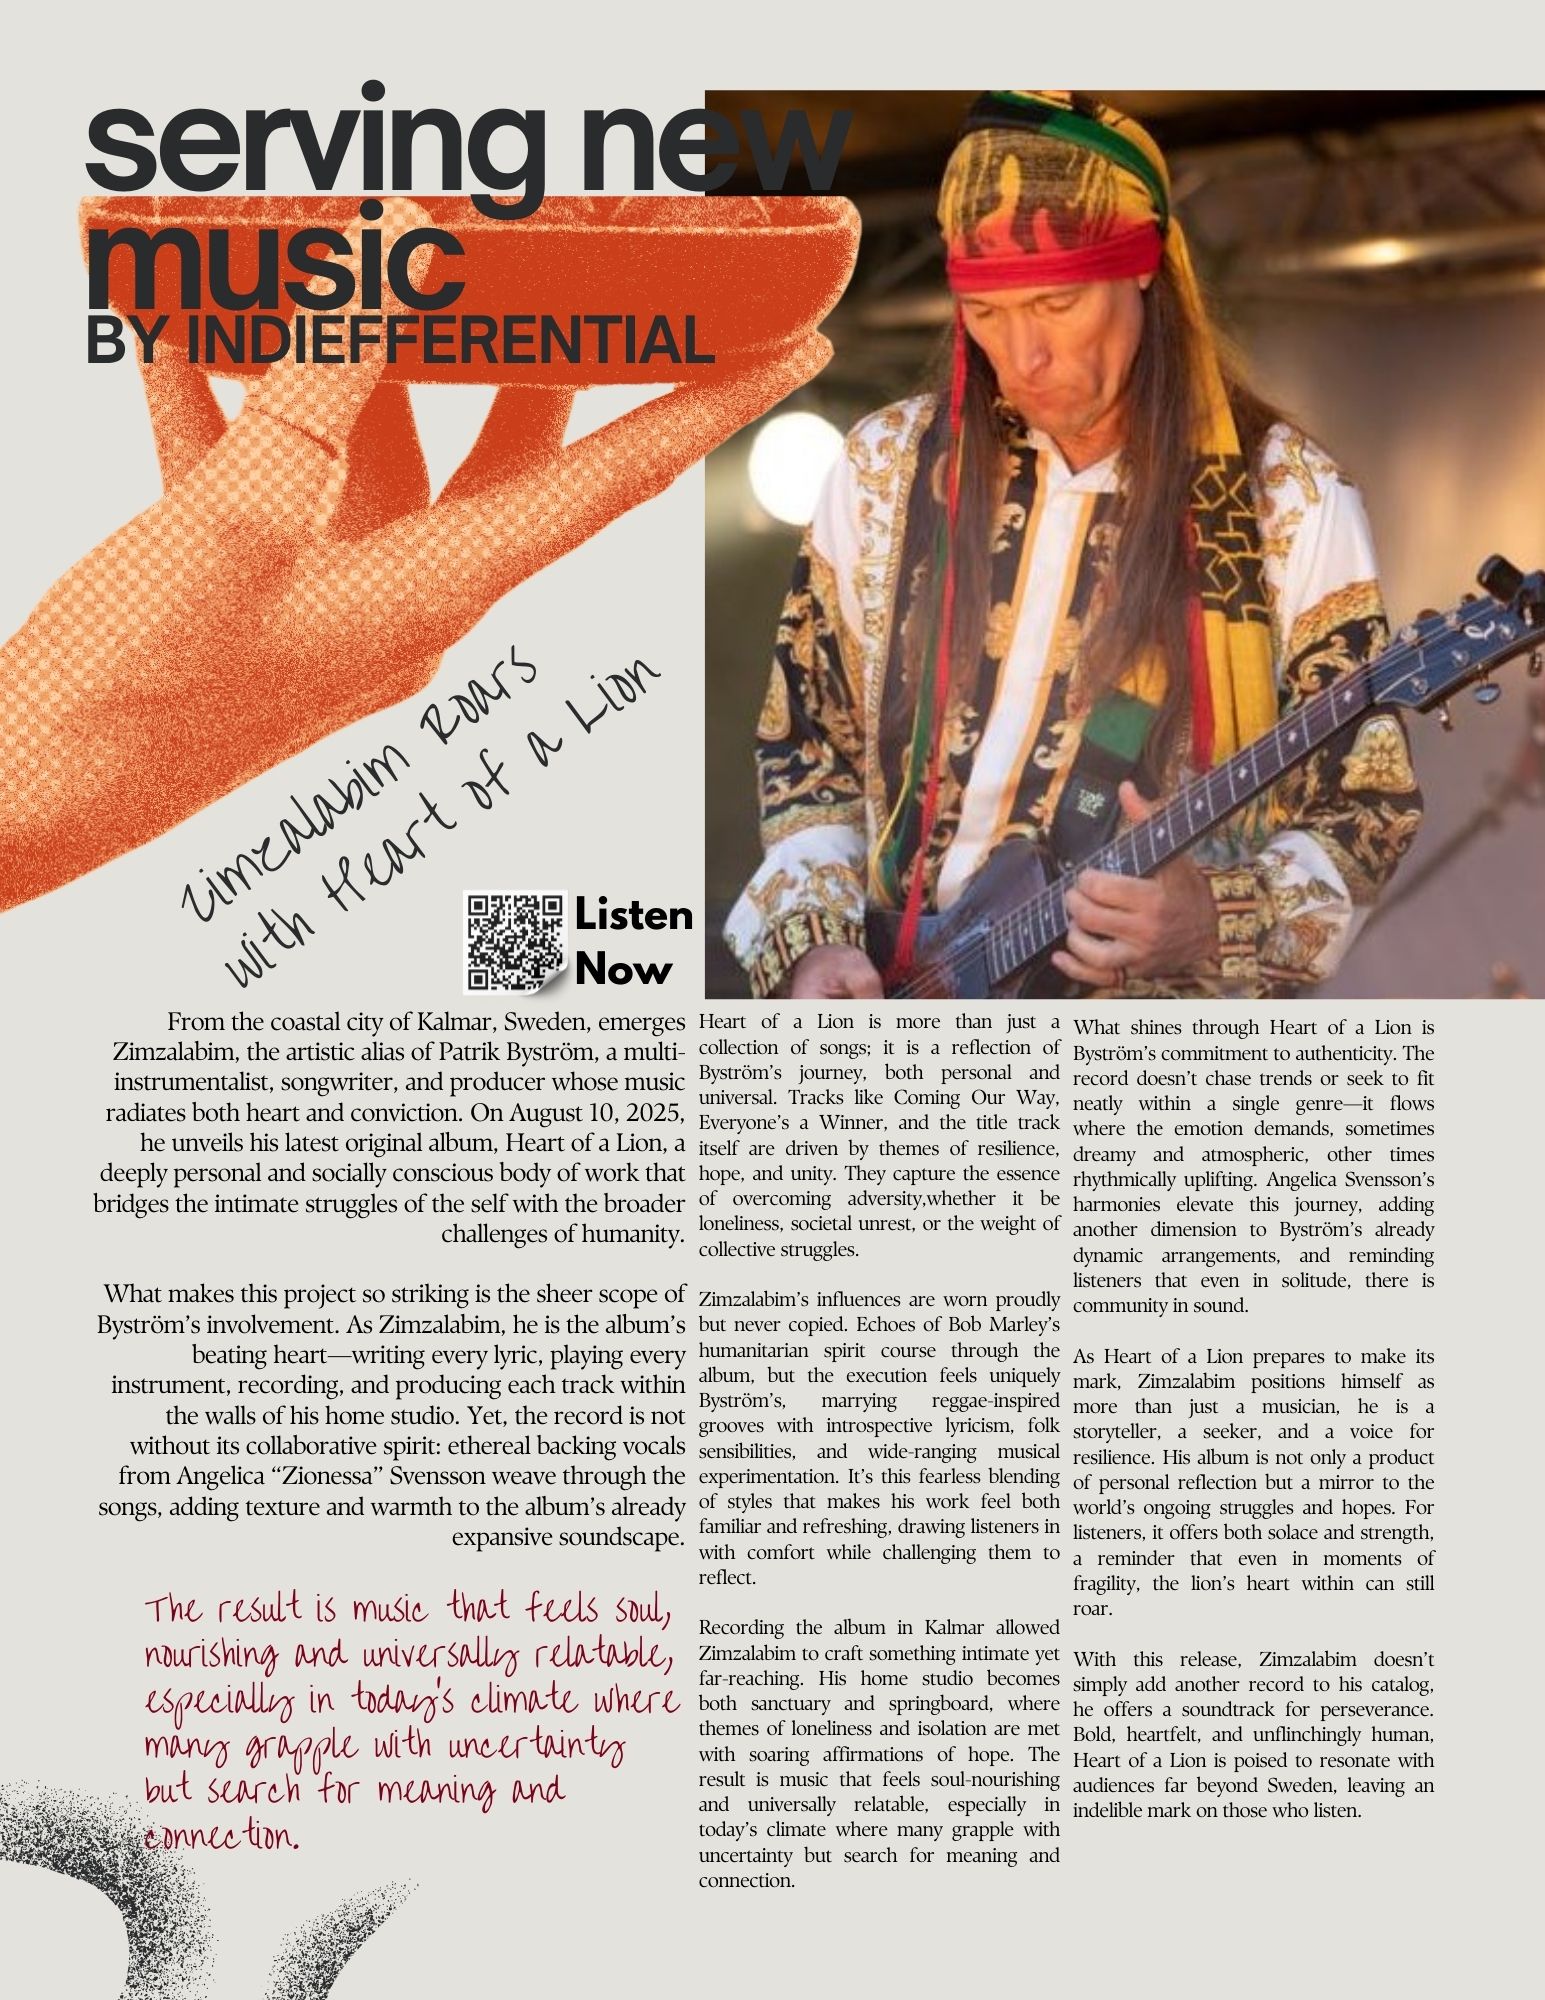 serving new
music
BY INDIEFFERENTIAL
Zimzalabim Roars
with Heart of a Lion
Listen
Now
From the coastal city of Kalmar, Sweden, emerges
Zimzalabim, the artistic alias of Patrik Byström, a multi-
instrumentalist, songwriter, and producer whose music
radiates both heart and conviction. On August 10, 2025,
he unveils his latest original album, Heart of a Lion, a
deeply personal and socially conscious body of work that
bridges the intimate struggles of the self with the broader
challenges of humanity.
What makes this project so striking is the sheer scope of
Byström’s involvement. As Zimzalabim, he is the album’s
beating heart—writing every lyric, playing every
instrument, recording, and producing each track within
the walls of his home studio. Yet, the record is not
without its collaborative spirit: ethereal backing vocals
from Angelica “Zionessa” Svensson weave through the
songs, adding texture and warmth to the album’s already
expansive soundscape.
The result is music that feels soul,
nourishing and universally relatable,
especially in today's climate where
many grapple with uncertainty
but search for meaning and
connection.
Heart of a Lion is more than just a
collection of songs; it is a reflection of
Byström’s journey, both personal and
universal. Tracks like Coming Our Way,
Everyone’s a Winner, and the title track
itself are driven by themes of resilience,
hope, and unity. They capture the essence
of overcoming adversity,whether it be
loneliness, societal unrest, or the weight of
collective struggles.
Zimzalabim’s influences are worn proudly
but never copied. Echoes of Bob Marley’s
humanitarian spirit course through the
album, but the execution feels uniquely
Byström’s, marrying reggae-inspired
grooves with introspective lyricism, folk
sensibilities, and wide-ranging musical
experimentation. It’s this fearless blending
of styles that makes his work feel both
familiar and refreshing, drawing listeners in
with comfort while challenging them to
reflect.
Recording the album in Kalmar allowed
Zimzalabim to craft something intimate yet
far-reaching. His home studio becomes
both sanctuary and springboard, where
themes of loneliness and isolation are met
with soaring affirmations of hope. The
result is music that feels soul-nourishing
and universally relatable, especially in
today’s climate where many grapple with
uncertainty but search for meaning and
connection.
What shines through Heart of a Lion is
Byström’s commitment to authenticity. The
record doesn’t chase trends or seek to fit
neatly within a single genre—it flows
where the emotion demands, sometimes
dreamy and atmospheric, other times
rhythmically uplifting. Angelica Svensson’s
harmonies elevate this journey, adding
another dimension to Byström’s already
dynamic arrangements, and reminding
listeners that even in solitude, there is
community in sound.
As Heart of a Lion prepares to make its
mark, Zimzalabim positions himself as
more than just a musician, he is a
storyteller, a seeker, and a voice for
resilience. His album is not only a product
of personal reflection but a mirror to the
world’s ongoing struggles and hopes. For
listeners, it offers both solace and strength,
a reminder that even in moments of
fragility, the lion’s heart within can still
roar.
With this release, Zimzalabim doesn’t
simply add another record to his catalog,
he offers a soundtrack for perseverance.
Bold, heartfelt, and unflinchingly human,
Heart of a Lion is poised to resonate with
audiences far beyond Sweden, leaving an
indelible mark on those who listen.